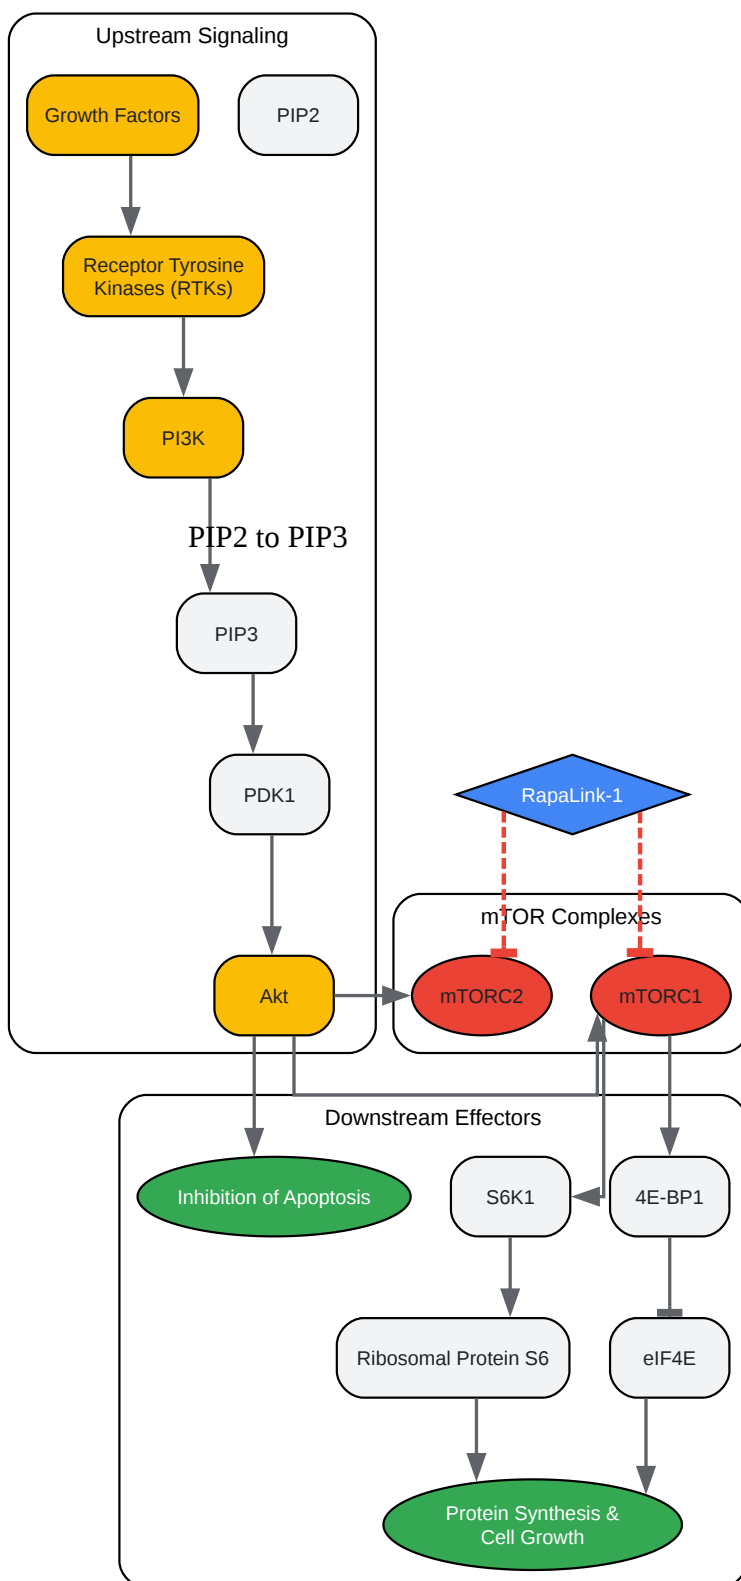 Upstream Signaling
Growth Factors
PIP2
Receptor Tyrosine
Kinases (RTKs)
PI3K
PIP2 to PIP3
PIP3
PDK1
RapaLink-1
mTOR Complexes
Akt
mTORC2
mTORC1
Downstream Effectors
Inhibition of Apoptosis
S6K1
4E-BP1
Ribosomal Protein S6
eIF4E
Protein Synthesis &
Cell Growth